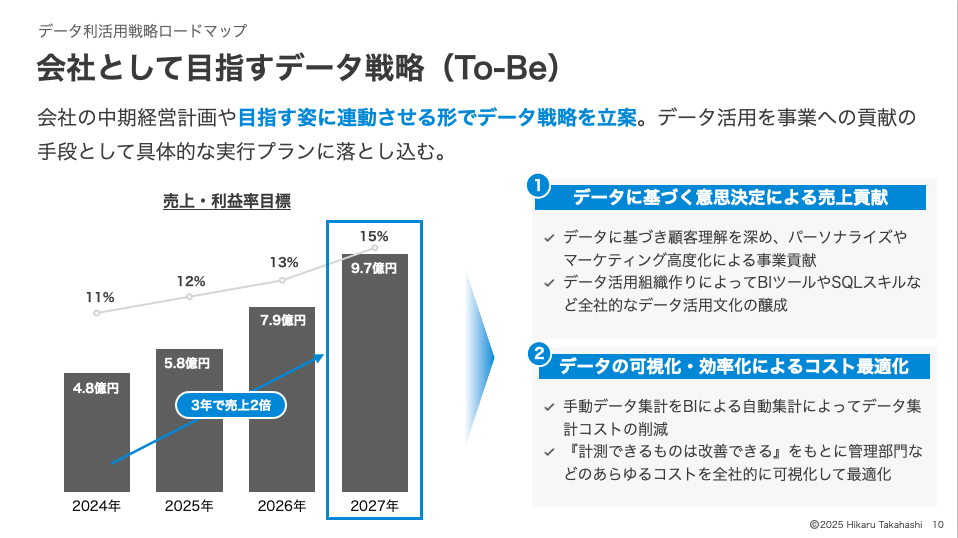 データ利活用戦略ロードマップ
会社として目指すデータ戦略（To-Be）
会社の中期経営計画や目指す姿に連動させる形でデータ戦略を立案。データ活用を事業への貢献の
手段として具体的な実行プランに落とし込む。
売上・利益率目標
11%
12%
13%
15%
4.8億円
5.8億円
7.9億円
9.7億円
3年で売上2倍
2024年
2025年
2026年
2027年
1
データに基づく意思決定による売上貢献
データに基づき顧客理解を深め、パーソナライズや
マーケティング高度化による事業貢献
データ活用組織作りによってBIツールやSQLスキルな
ど全社的なデータ活用文化の醸成
2
データの可視化・効率化によるコスト最適化
手動データ集計をBIによる自動集計によってデータ集
計コストの削減
『計測できるものは改善できる』をもとに管理部門な
どのあらゆるコストを全社的に可視化して最適化
©2025 Hikaru Takahashi
10